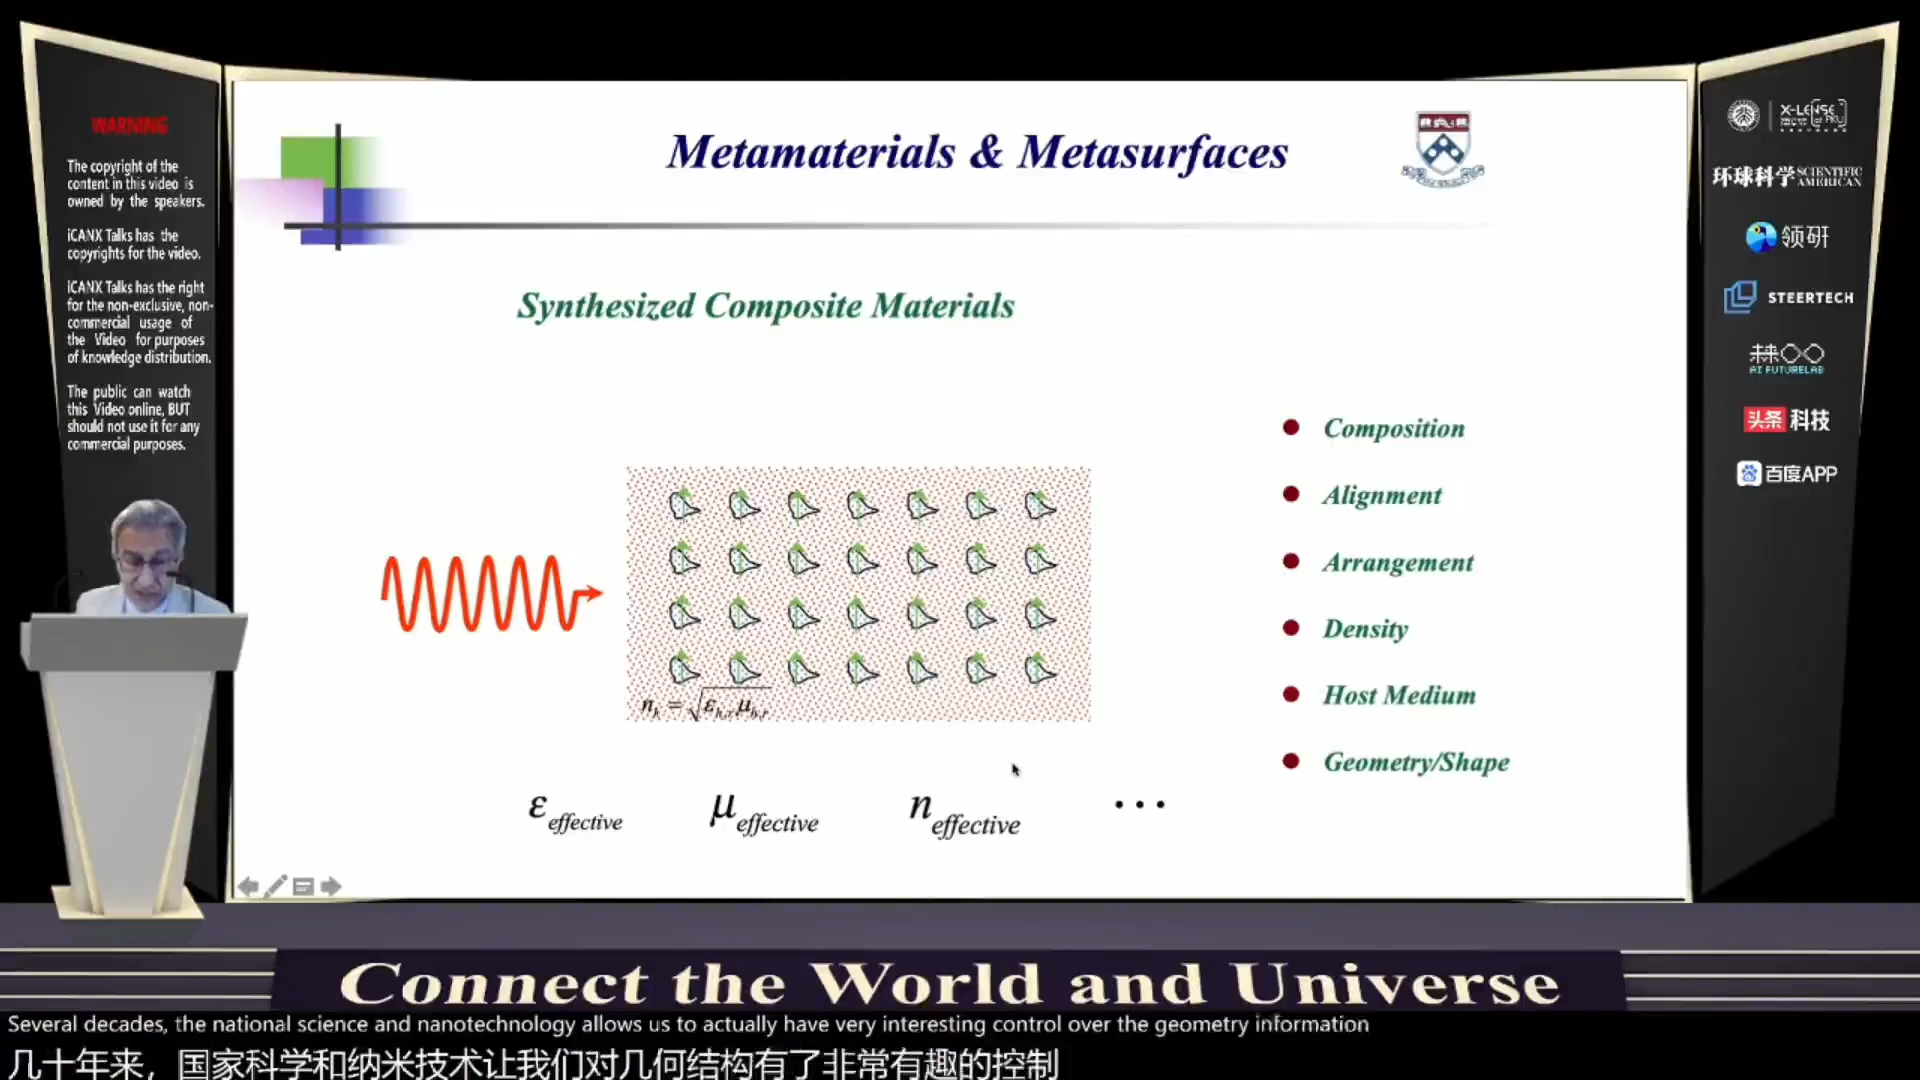 WARNING
The copyright of the
content in this video is
owned by the speakers.
iCANX Talks has the
copyrights for the video.
iCANX Talks has the right
for the non-exclusive, non-
commercial usage of
the Video for purposes
of knowledge distribution.
The public can watch
this Video online, BUT
should not use it for any
commercial purposes.
Metamaterials & Metasurfaces
Synthesized Composite Materials
n_h = √ε_{h,r} μ_{h,r}
ε_effective μ_effective n_effective ...
Composition
Alignment
Arrangement
Density
Host Medium
Geometry/Shape
X-LENSE
环球科学 SCIENTIFIC AMERICAN
领研
STEERTECH
AI FUTURELAB
头条 科技
百度APP
Connect the World and Universe
Several decades, the national science and nanotechnology allows us to actually have very interesting control over the geometry information
几十年来，国家科学和纳米技术让我们对几何结构有了非常有趣的控制